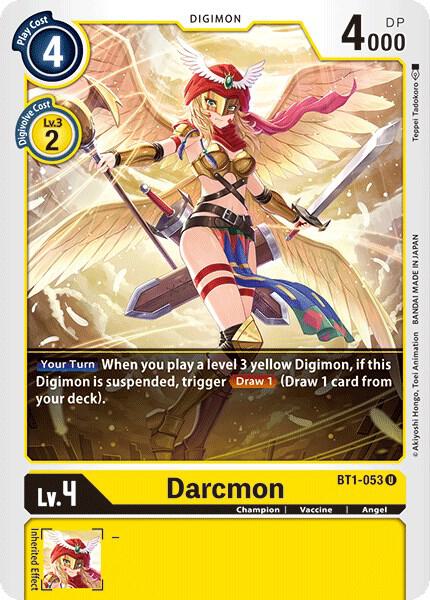 DIGIMON
Play Cost
4
DP
4000
Digivolve Cost
Lv.3
2
Teppei Tadokoro
©Akiyoshi Hongo, Toei Animation BANDAI MADE IN JAPAN
Your Turn When you play a level 3 yellow Digimon, if this
Digimon is suspended, trigger Draw 1 (Draw 1 card from
your deck).
BT1-053 U
Lv.4
Darcmon
Champion | Vaccine | Angel
Inherited Effect
–